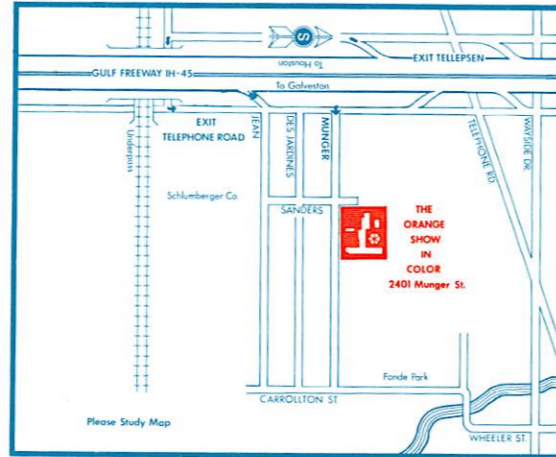 S
To Houston
EXIT TELLEPSEN
GULF FREEWAY IH-45
To Galveston
EXIT
TELEPHONE ROAD
JEAN
DES JARDINES
MUNGER
TELEPHONE RD.
WAYSIDE DR.
Underpass
Schlumberger Co
SANDERS
THE
ORANGE
SHOW
IN
COLOR
2401 Munger St.
Fonde Park
CARROLLTON ST.
Please Study Map
WHEELER ST.